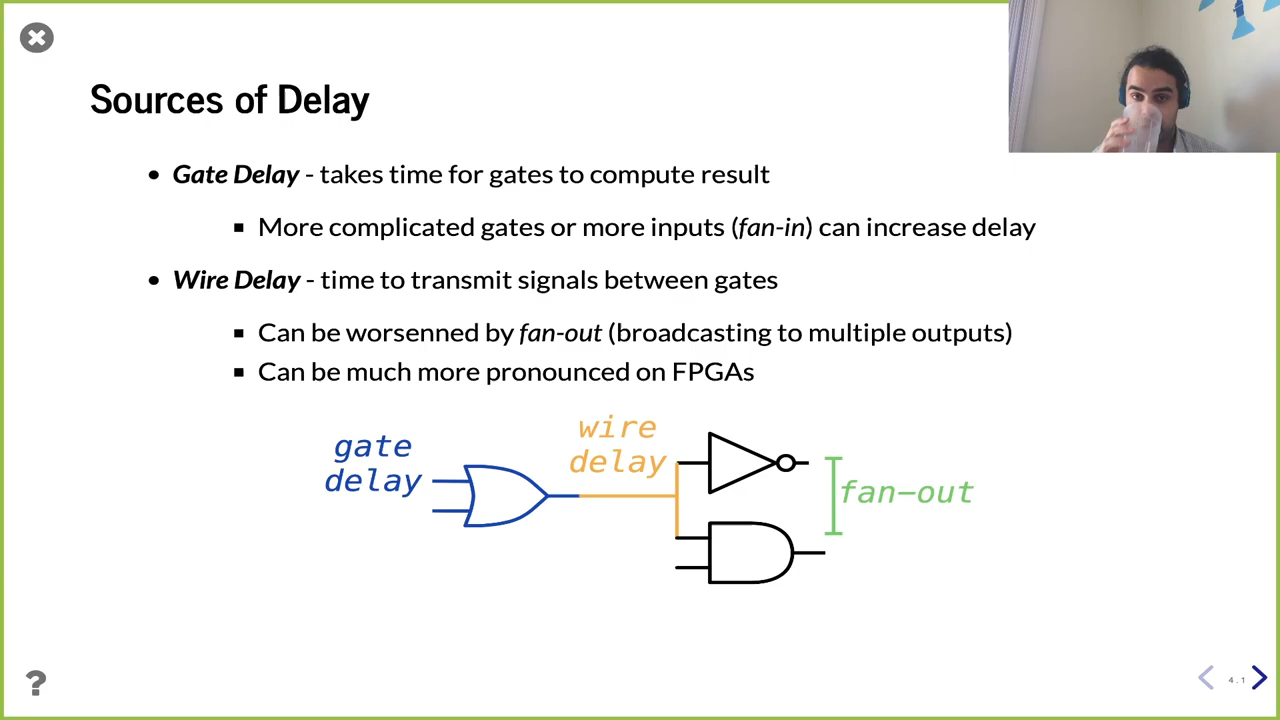 Sources of Delay
• Gate Delay - takes time for gates to compute result
▪ More complicated gates or more inputs (fan-in) can increase delay
• Wire Delay - time to transmit signals between gates
▪ Can be worsenned by fan-out (broadcasting to multiple outputs)
▪ Can be much more pronounced on FPGAs
gate
delay
wire
delay
fan-out
?
4.1